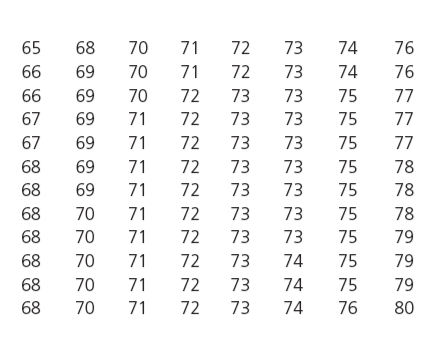 65 68 70 71 72 73 74 76
66 69 70 71 72 73 74 76
66 69 70 72 73 73 75 77
67 69 71 72 73 73 75 77
67 69 71 72 73 73 75 77
68 69 71 72 73 73 75 78
68 69 71 72 73 73 75 78
68 70 71 72 73 73 75 78
68 70 71 72 73 73 75 79
68 70 71 72 73 74 75 79
68 70 71 72 73 74 75 79
68 70 71 72 73 74 76 80